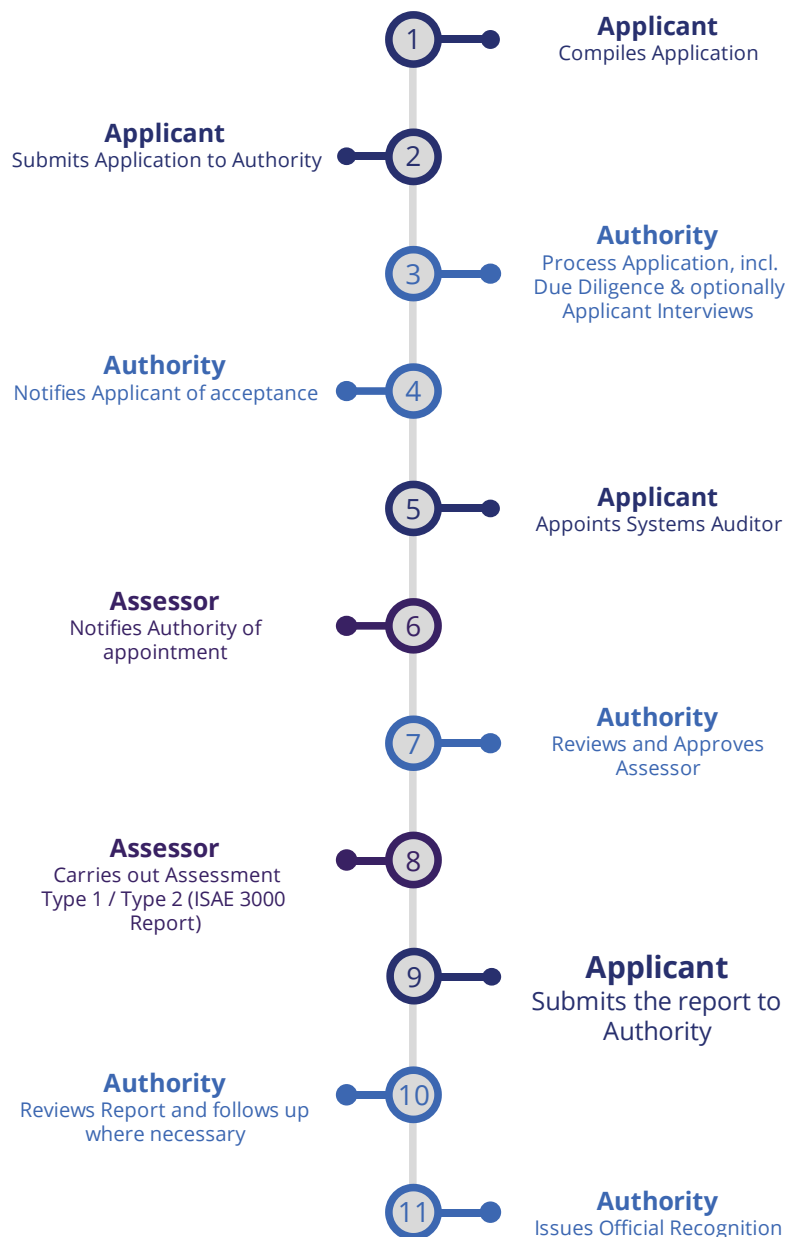 1
Applicant
Compiles Application
Applicant
Submits Application to Authority
2
Authority
Process Application, incl.
Due Diligence & optionally
Applicant Interviews
3
Authority
Notifies Applicant of acceptance
4
5
Applicant
Appoints Systems Auditor
Assessor
Notifies Authority of
appointment
6
7
Authority
Reviews and Approves
Assessor
Assessor
Carries out Assessment
Type 1 / Type 2 (ISAE 3000
Report)
8
9
Applicant
Submits the report to
Authority
Authority
Reviews Report and follows up
where necessary
10
11
Authority
Issues Official Recognition